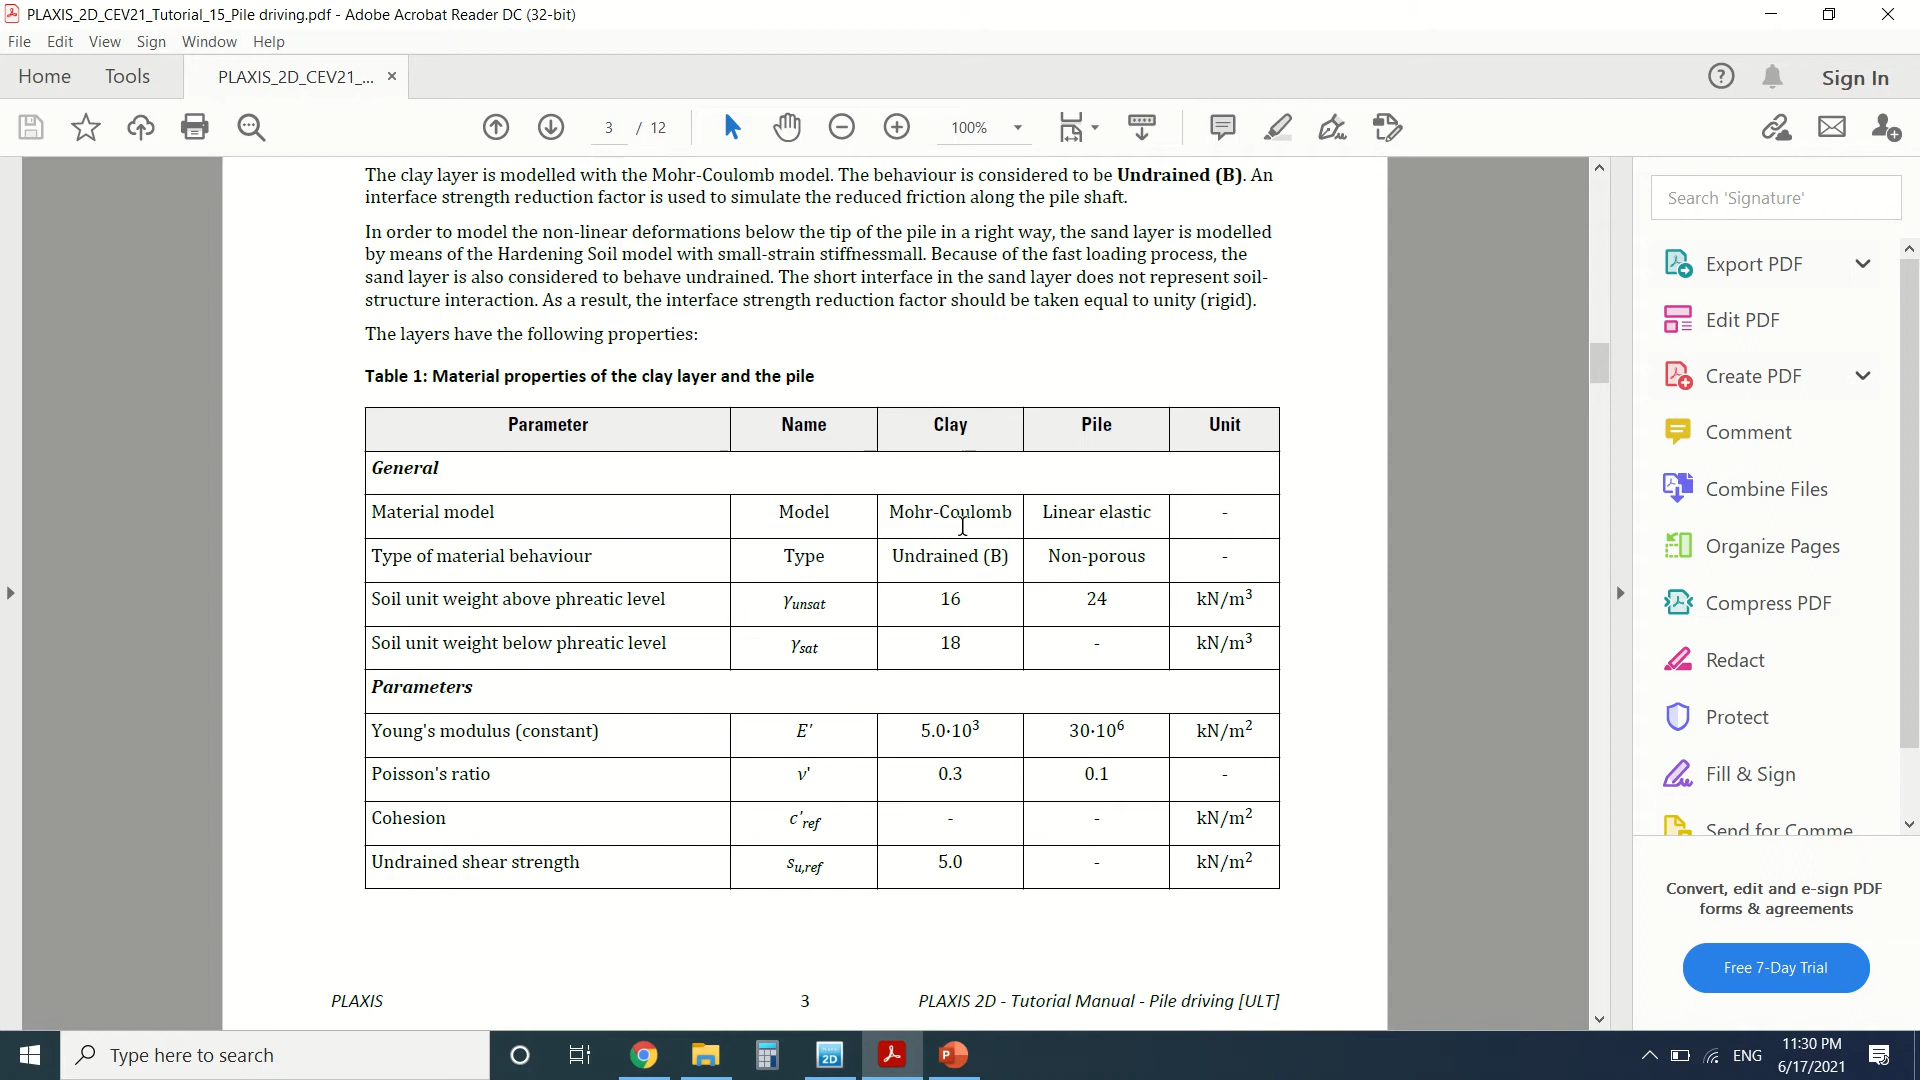 PLAXIS_2D_CEV21_Tutorial_15_Pile driving.pdf - Adobe Acrobat Reader DC (32-bit)
File Edit View Sign Window Help
Home Tools PLAXIS_2D_CEV21_... × Sign In
3 / 12 100%
The clay layer is modelled with the Mohr-Coulomb model. The behaviour is considered to be Undrained (B). An
interface strength reduction factor is used to simulate the reduced friction along the pile shaft.
In order to model the non-linear deformations below the tip of the pile in a right way, the sand layer is modelled
by means of the Hardening Soil model with small-strain stiffnessmall. Because of the fast loading process, the
sand layer is also considered to behave undrained. The short interface in the sand layer does not represent soil-
structure interaction. As a result, the interface strength reduction factor should be taken equal to unity (rigid).
The layers have the following properties:
Table 1: Material properties of the clay layer and the pile
Parameter Name Clay Pile Unit
General
Material model Model Mohr-Coulomb Linear elastic -
Type of material behaviour Type Undrained (B) Non-porous -
Soil unit weight above phreatic level γunsat 16 24 kN/m³
Soil unit weight below phreatic level γsat 18 - kN/m³
Parameters
Young's modulus (constant) E' 5.0·10³ 30·10⁶ kN/m²
Poisson's ratio ν' 0.3 0.1 -
Cohesion c'ref - - kN/m²
Undrained shear strength su,ref 5.0 - kN/m²
PLAXIS 3 PLAXIS 2D - Tutorial Manual - Pile driving [ULT]
Search 'Signature'
Export PDF
Edit PDF
Create PDF
Comment
Combine Files
Organize Pages
Compress PDF
Redact
Protect
Fill & Sign
Send for Comme
Convert, edit and e-sign PDF
forms & agreements
Free 7-Day Trial
Type here to search
2D
P
ENG
11:30 PM
6/17/2021